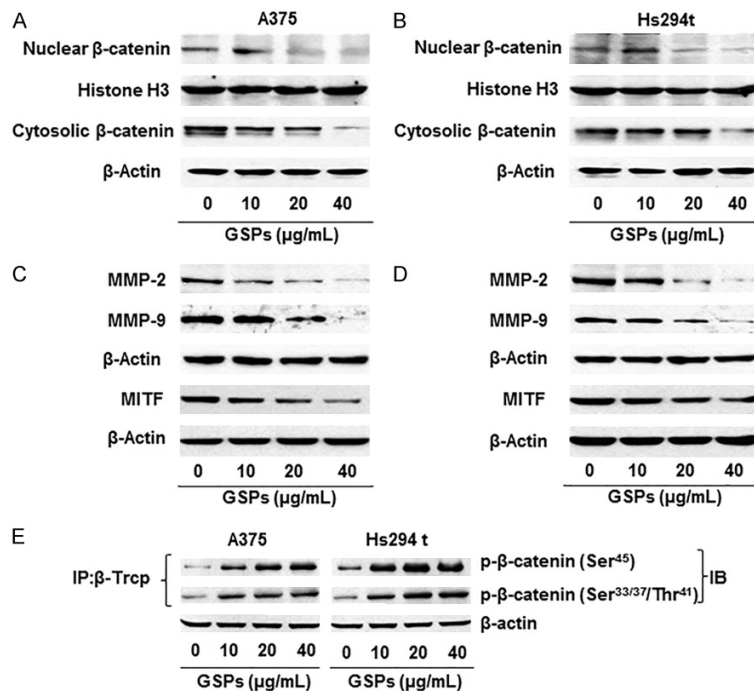 A
A375
Nuclear β-catenin
Histone H3
Cytosolic β-catenin
β-Actin
0 10 20 40
GSPs (µg/mL)
B
Hs294t
Nuclear β-catenin
Histone H3
Cytosolic β-catenin
β-Actin
0 10 20 40
GSPs (µg/mL)
C
MMP-2
MMP-9
β-Actin
MITF
β-Actin
0 10 20 40
GSPs (µg/mL)
D
MMP-2
MMP-9
β-Actin
MITF
β-Actin
0 10 20 40
GSPs (µg/mL)
E
A375 Hs294 t
IP:β-Trcp
p-β-catenin (Ser⁴⁵)
p-β-catenin (Ser³³/³⁷/Thr⁴¹)
IB
β-actin
0 10 20 40 0 10 20 40
GSPs (µg/mL) GSPs (µg/mL)